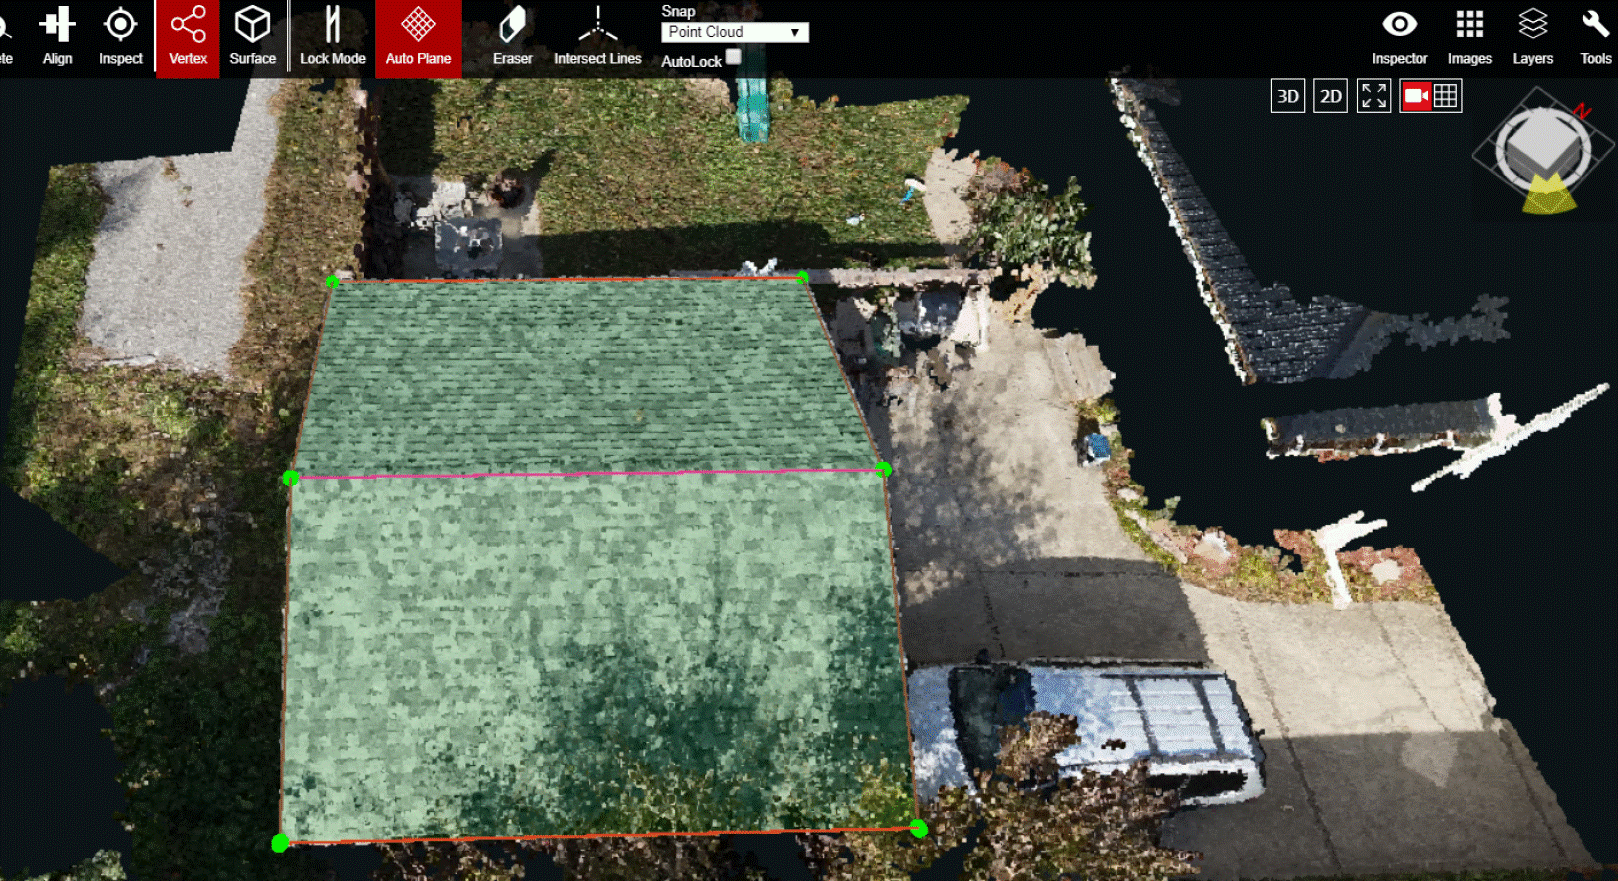 ete
Align
Inspect
Vertex
Surface
Lock Mode
Auto Plane
Eraser
Intersect Lines
Snap
Point Cloud
AutoLock
Inspector
Images
Layers
Tools
3D
2D
N